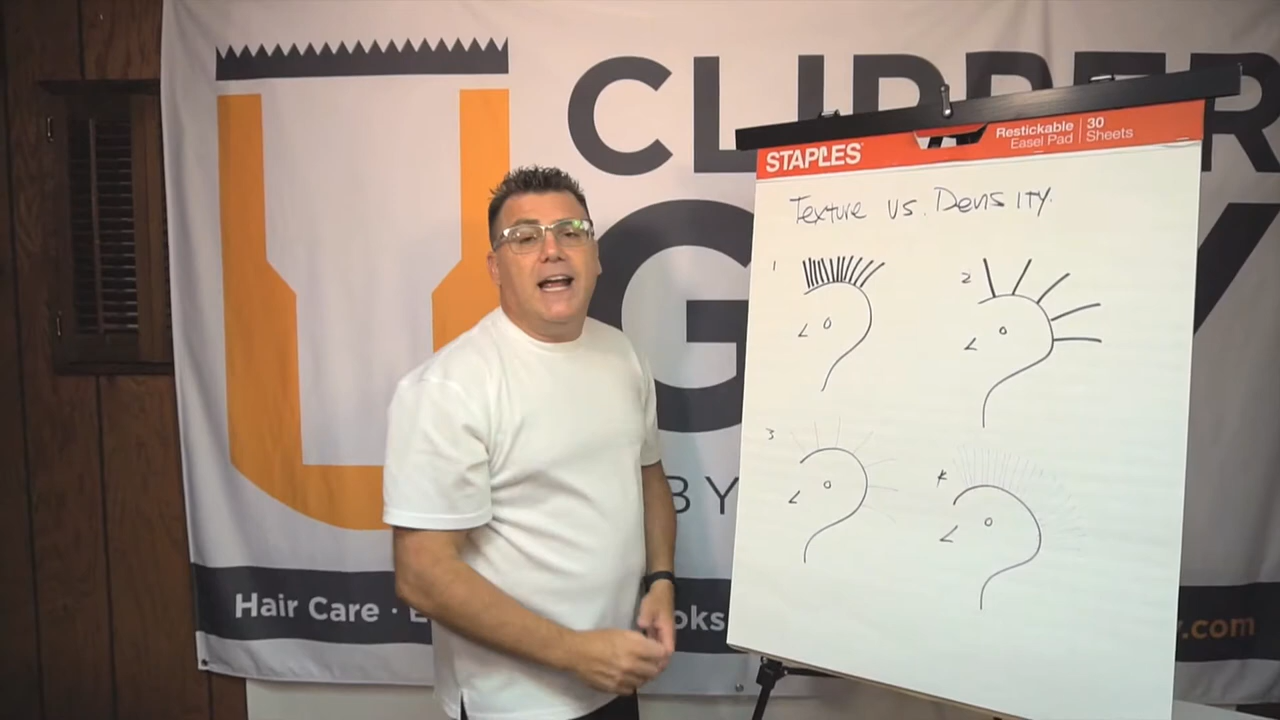 CLIPPER
G Y
BY
Hair Care · E
oks
y.com
STAPLES
Restickable | 30
Easel Pad | Sheets
Texture vs. Density.
1
2
3
4